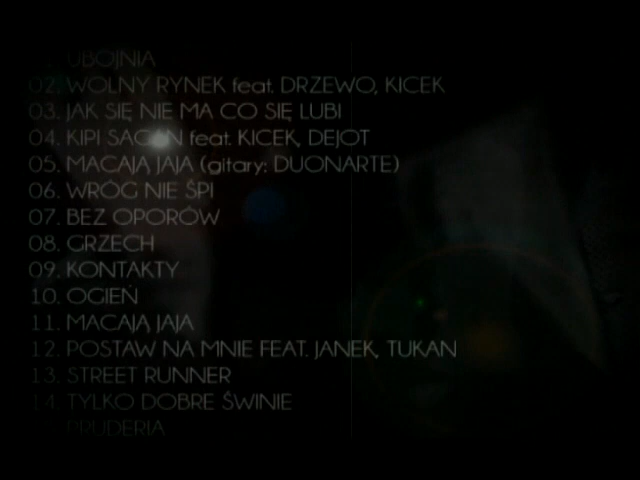 UBOJNIA
02. WOLNY RYNEK feat. DRZEWO, KICEK
03. JAK SIĘ NIE MA CO SIĘ LUBI
04. KIPI SAGAN feat. KICEK, DEJOT
05. MACAJĄ JAJA (gitary: DUONARTE)
06. WRÓG NIE ŚPI
07. BEZ OPORÓW
08. GRZECH
09. KONTAKTY
10. OGIEŃ
11. MACAJĄ JAJA
12. POSTAW NA MNIE FEAT. JANEK, TUKAN
13. STREET RUNNER
14. TYLKO DOBRE ŚWINIE
PRUDERIA